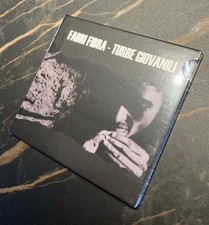 FABRI FIBRA - TURBE GIOVANILI